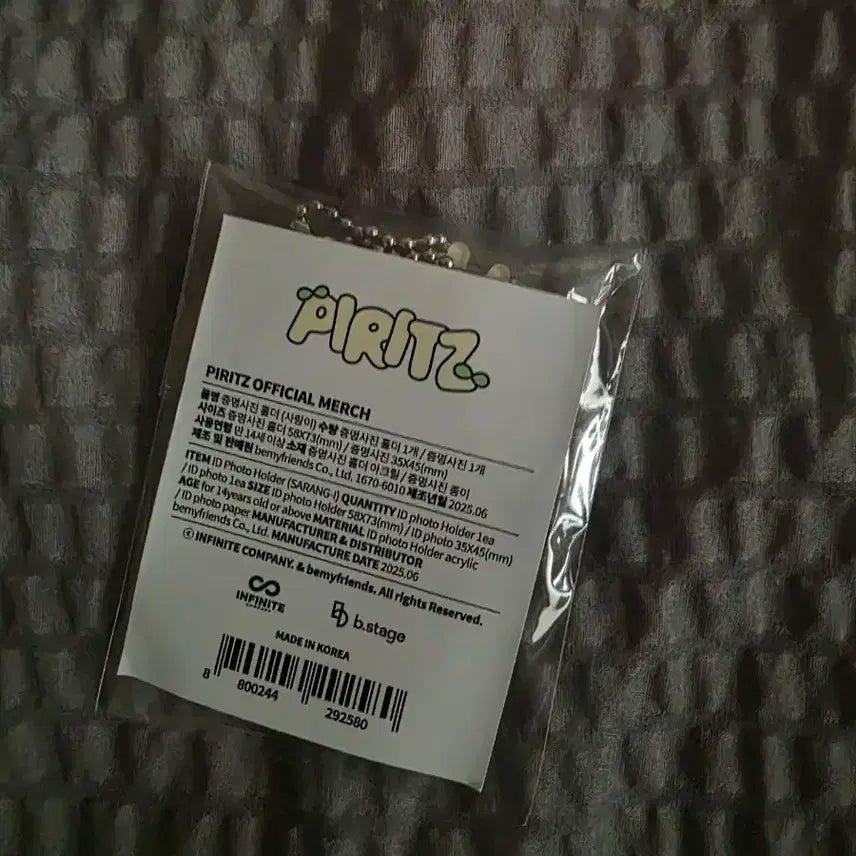 PIRITZ
PIRITZ OFFICIAL MERCH
품명 증명사진 홀더 (사랑이) 수량 증명사진 홀더 1개 / 증명사진 1개
사이즈 증명사진 홀더 58X73(mm) / 증명사진 35X45(mm)
사용연령 만 14세 이상 소재 증명사진 홀더 아크릴 / 증명사진 종이
제조 및 판매원 bemyfriends Co., Ltd. 1670-6010 제조년월 2025.06
ITEM ID Photo Holder (SARANG-I) QUANTITY ID photo Holder 1ea
/ ID photo 1ea SIZE ID photo Holder 58X73(mm) / ID photo 35X45(mm)
AGE for 14years old or above MATERIAL ID photo Holder acrylic
/ ID photo paper MANUFACTURER & DISTRIBUTOR
bemyfriends Co., Ltd. MANUFACTURE DATE 2025.06
ⓒ INFINITE COMPANY. & bemyfriends. All rights Reserved.
INFINITE
COMPANY
b.stage
MADE IN KOREA
8 800244 292580